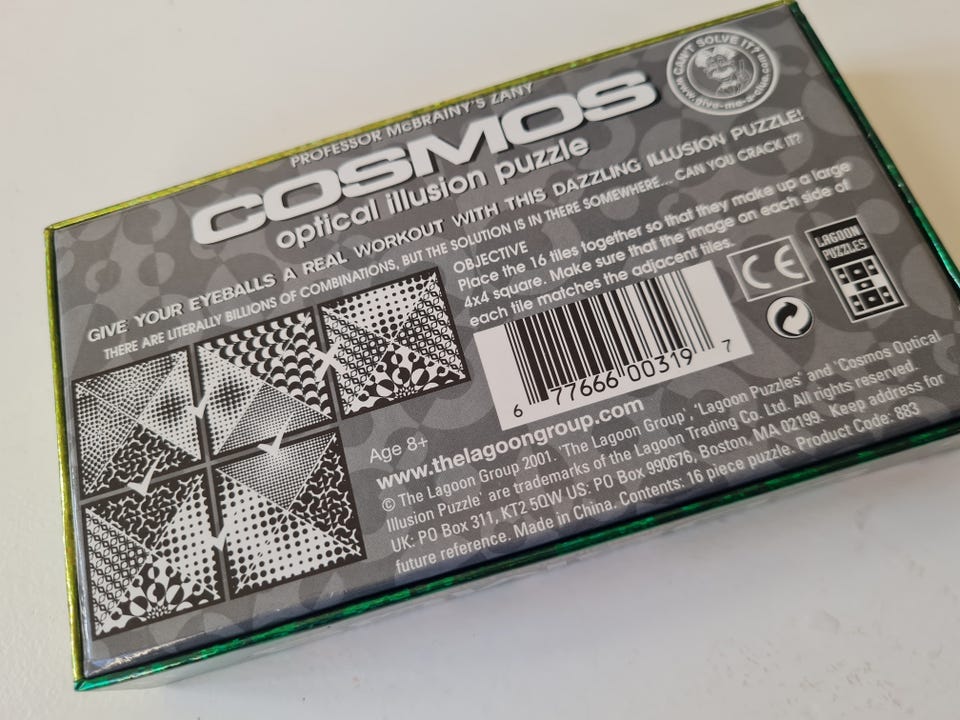 CAN'T SOLVE IT?
www.give-me-a-clue.com
PROFESSOR McBRAINY'S ZANY
COSMOS
optical illusion puzzle
GIVE YOUR EYEBALLS A REAL WORKOUT WITH THIS DAZZLING ILLUSION PUZZLE!
THERE ARE LITERALLY BILLIONS OF COMBINATIONS, BUT THE SOLUTION IS IN THERE SOMEWHERE... CAN YOU CRACK IT?
OBJECTIVE
Place the 16 tiles together so that they make up a large
4x4 square. Make sure that the image on each side of
each tile matches the adjacent tiles.
CE
LAGOON
PUZZLES
6 77666 00319 7
Age 8+
www.thelagoongroup.com
© The Lagoon Group 2001. 'The Lagoon Group' 'Lagoon Puzzles' and 'Cosmos Optical
Illusion Puzzle' are trademarks of the Lagoon Trading Co. Ltd. All rights reserved.
UK: PO Box 311, KT2 5QW US: PO Box 990676, Boston, MA 02199. Keep address for
future reference. Made in China. Contents: 16 piece puzzle. Product Code: 883